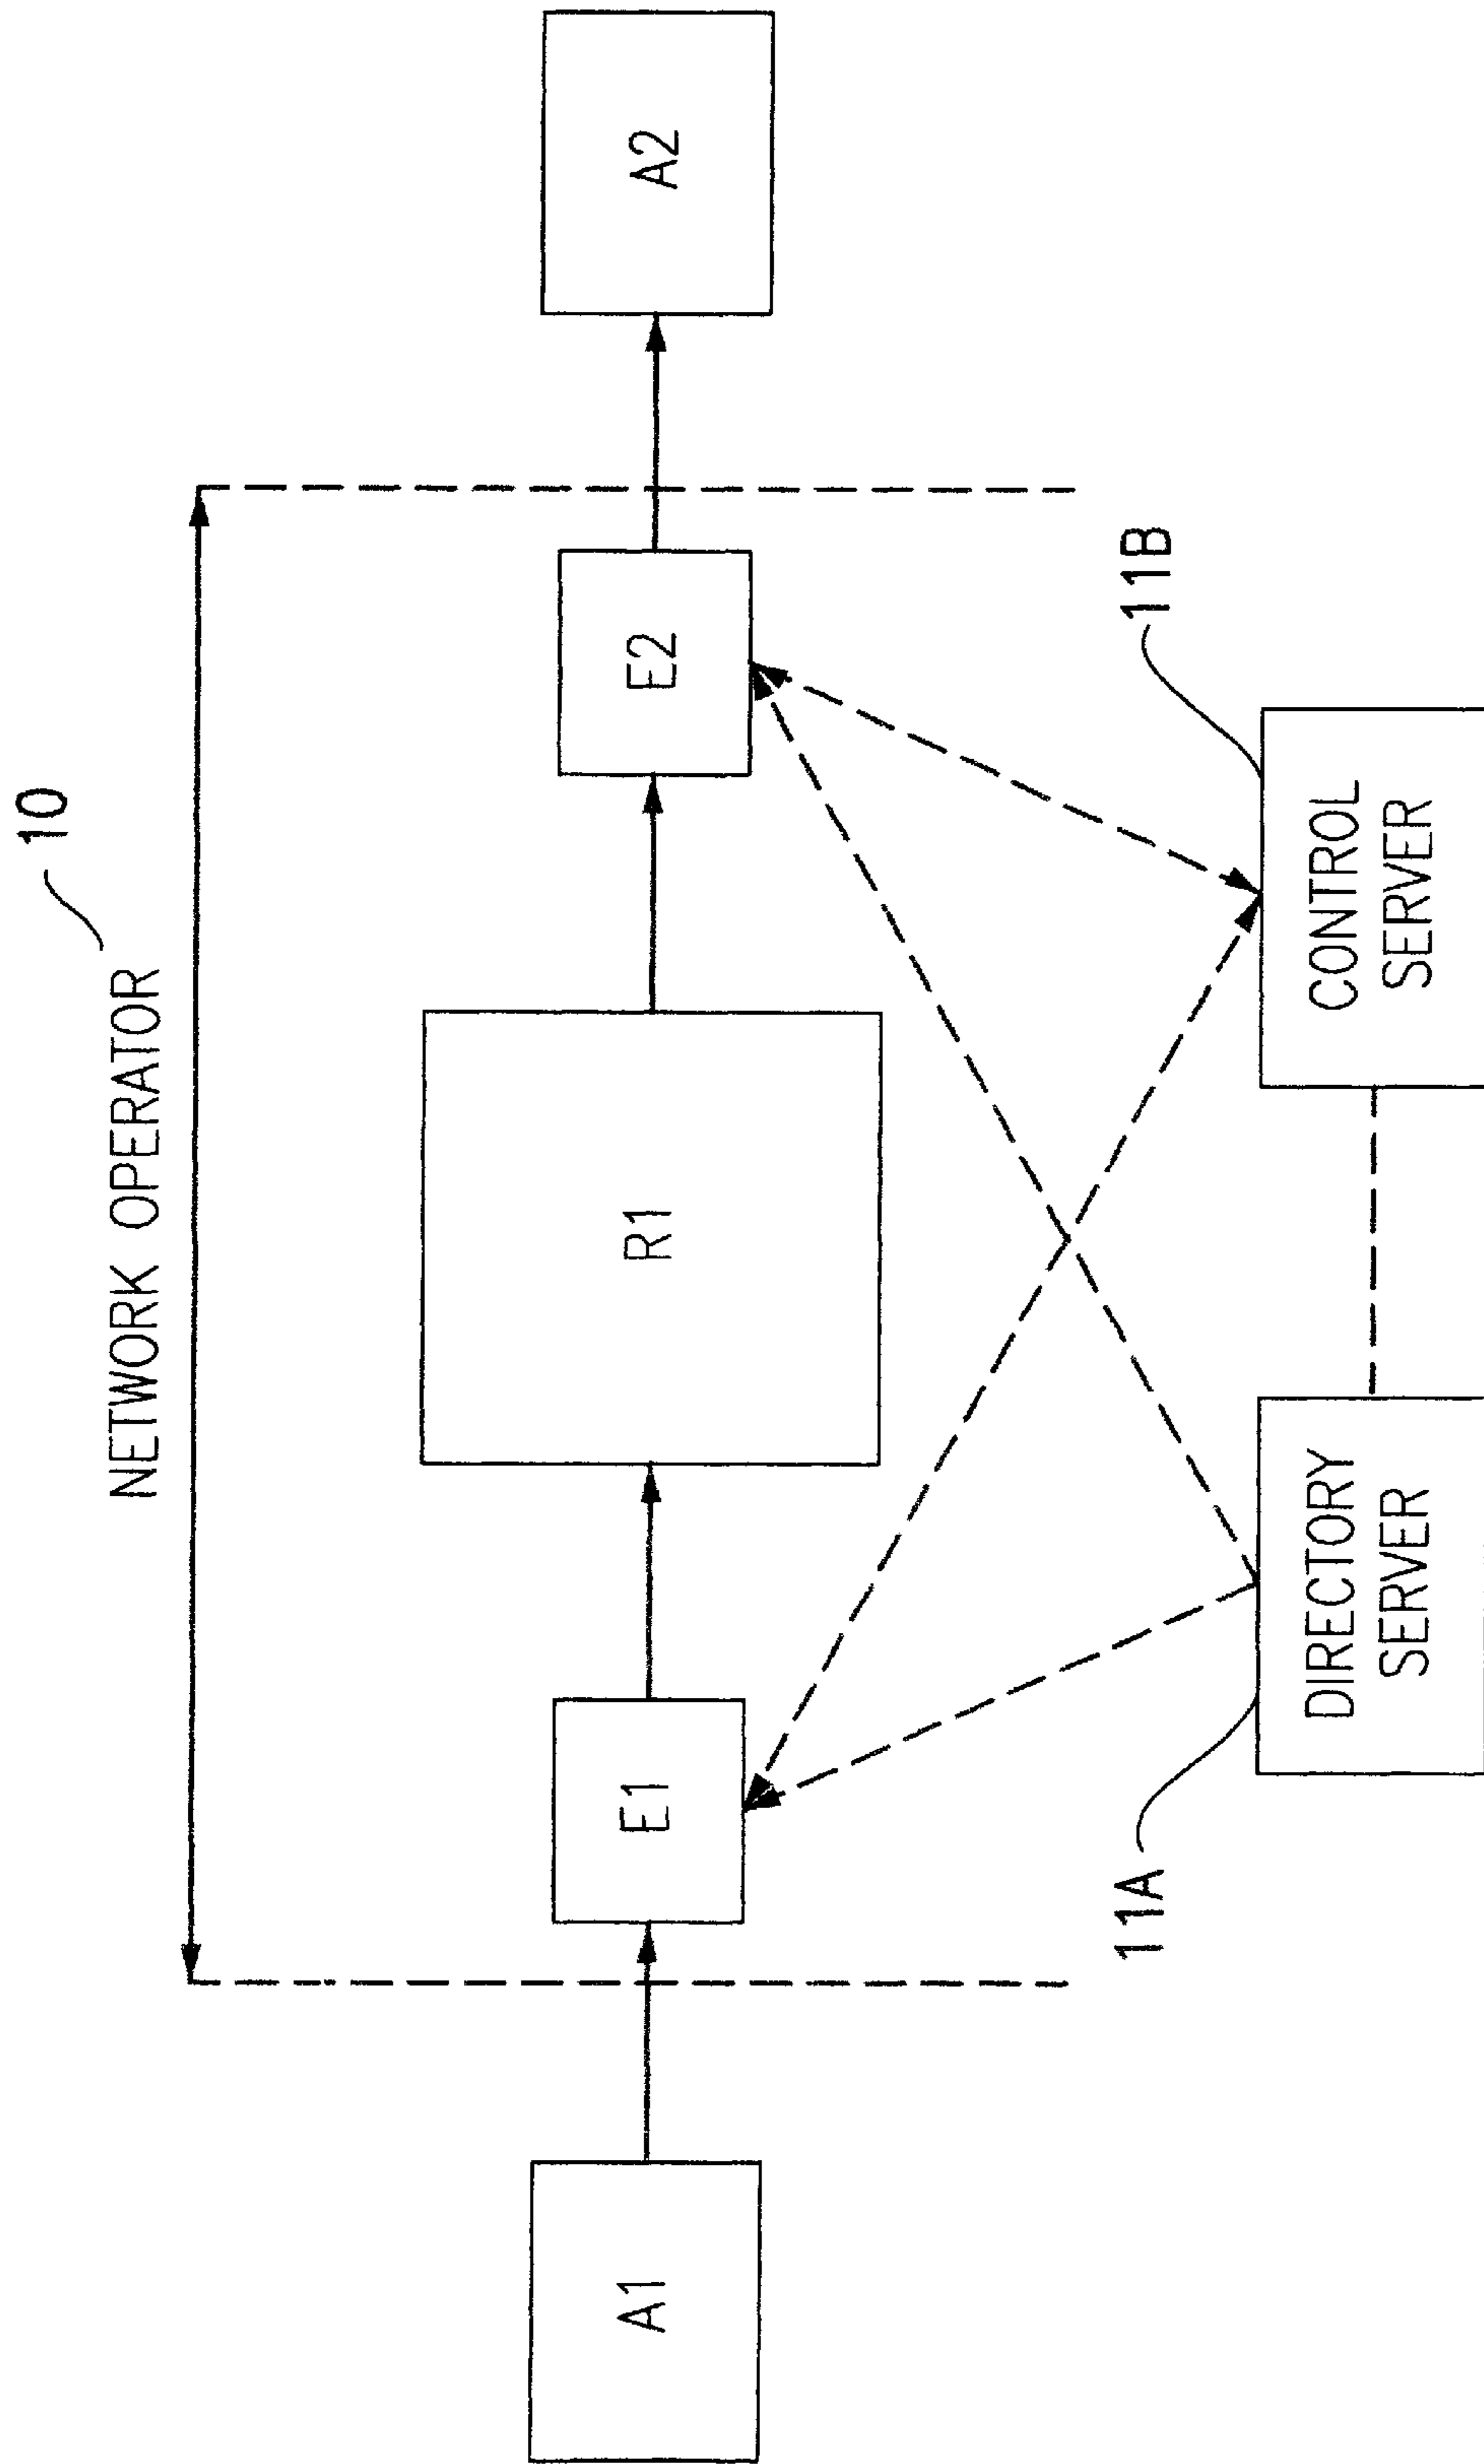 10
NETWORK OPERATOR
A1
E1
R1
E2
A2
11A
11B
DIRECTORY
SERVER
CONTROL
SERVER